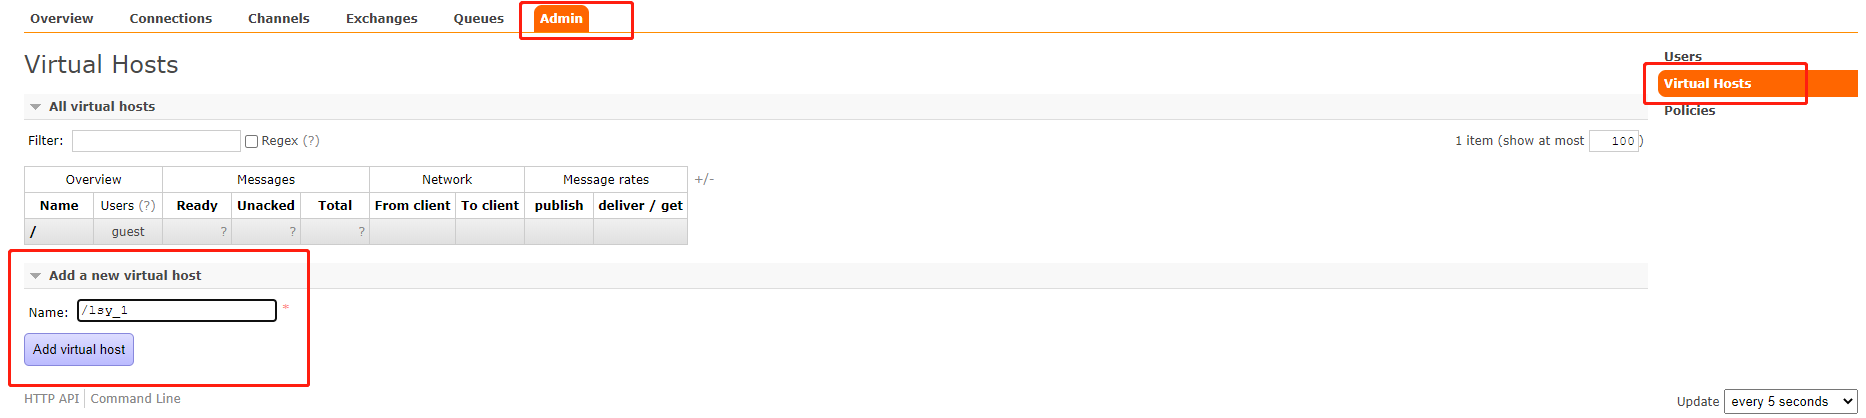 Overview Connections Channels Exchanges Queues Admin
Users
Virtual Hosts
Policies
Virtual Hosts
All virtual hosts
Filter: Regex (?) 1 item (show at most 100)
Overview Messages Network Message rates +/-
Name Users (?) Ready Unacked Total From client To client publish deliver / get
/ guest ? ? ?
Add a new virtual host
Name: /lsy_1 *
Add virtual host
HTTP API Command Line Update every 5 seconds